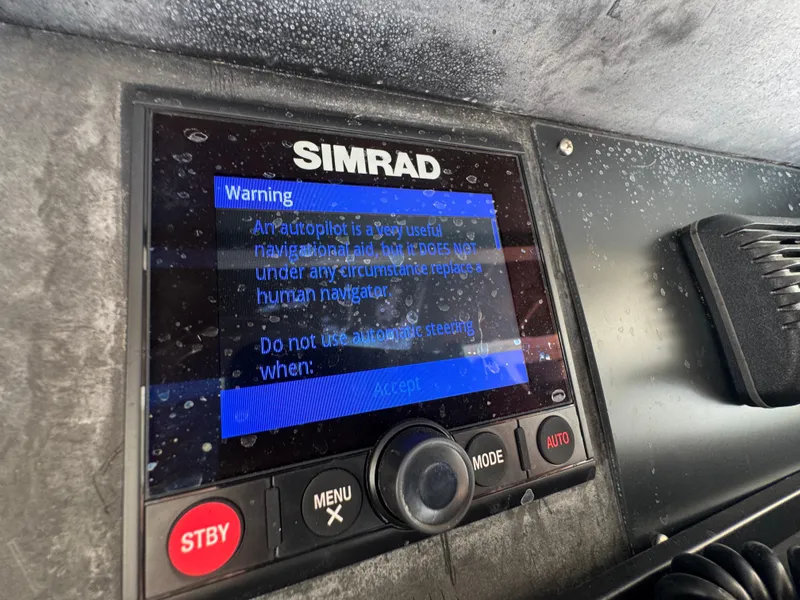 SIMRAD
Warning
An autopilot is a very useful
navigational aid, but it DOES NOT
under any circumstance replace a
human navigator
Do not use automatic steering
when:
Accept
STBY
MENU
X
MODE
AUTO